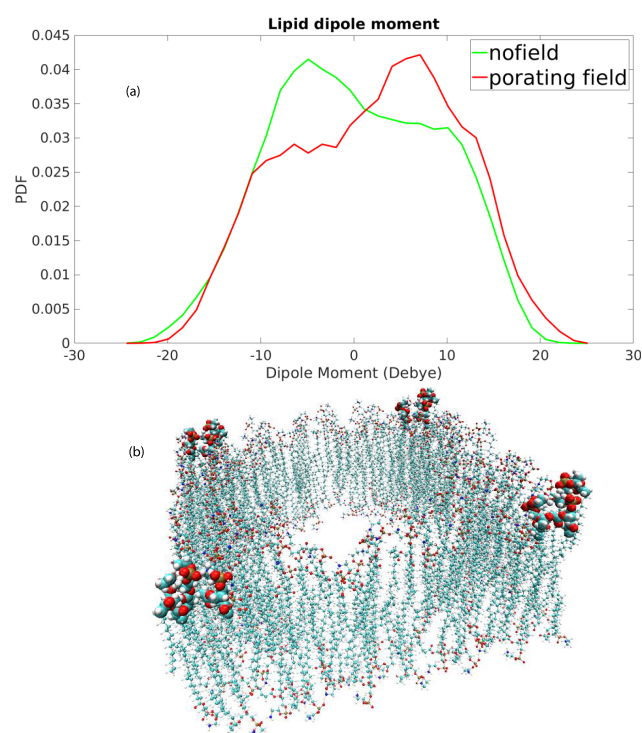 Lipid dipole moment
0.045
0.04
0.035
0.03
0.025
0.02
0.015
0.01
0.005
0
PDF
(a)
nofield
porating field
-30
-20
-10
0
10
20
30
Dipole Moment (Debye)
(b)